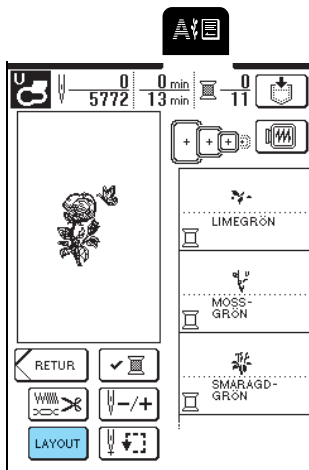 A
U
0 0 min 0
5772 13 min 11
LIMEGRÖN
MOSS-
GRÖN
SMARAGD-
GRÖN
RETUR
-/+
LAYOUT